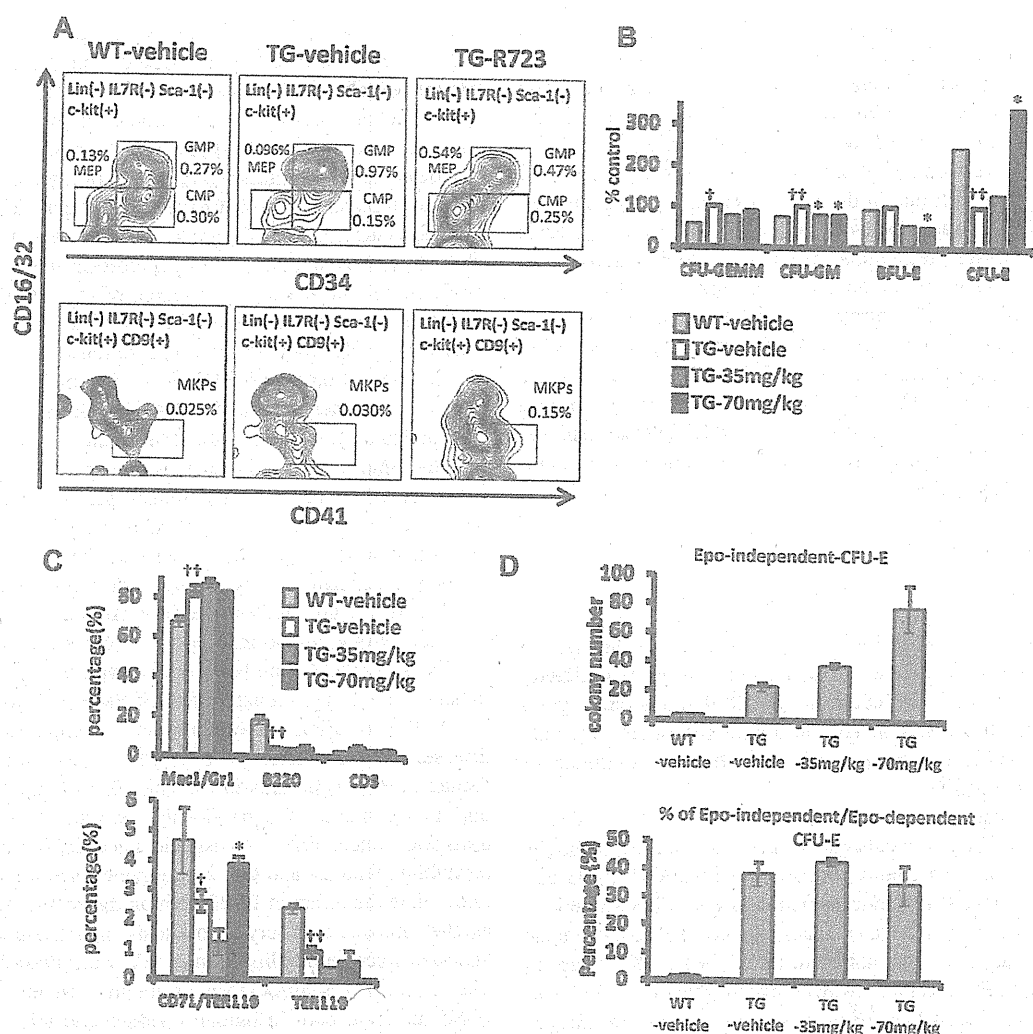 A
WT-vehicle
TG-vehicle
TG-R723
Lin(-) IL7R(-) Sca-1(-)
c-kit(+)
0.13%
MEP
GMP
0.27%
CMP
0.30%
Lin(-) IL7R(-) Sca-1(-)
c-kit(+)
0.096%
MEP
GMP
0.97%
CMP
0.15%
Lin(-) IL7R(-) Sca-1(-)
c-kit(+)
0.54%
MEP
GMP
0.47%
CMP
0.25%
CD16/32
CD34
Lin(-) IL7R(-) Sca-1(-)
c-kit(+) CD9(+)
MKPs
0.025%
Lin(-) IL7R(-) Sca-1(-)
c-kit(+) CD9(+)
MKPs
0.030%
Lin(-) IL7R(-) Sca-1(-)
c-kit(+) CD9(+)
MKPs
0.15%
CD41
B
% control
300
200
100
0
† †† * * * †† *
CFU-GEMM CFU-GM BFU-E CFU-E
WT-vehicle
TG-vehicle
TG-35mg/kg
TG-70mg/kg
C
percentage(%)
80
60
40
20
0
†† ††
Mac1/Gr1 B220 CD3
WT-vehicle
TG-vehicle
TG-35mg/kg
TG-70mg/kg
percentage(%)
6
5
4
3
2
1
0
† * ††
CD71/TER119 TER119
D
Epo-independent-CFU-E
colony number
100
80
60
40
20
0
WT
-vehicle
TG
-vehicle
TG
-35mg/kg
TG
-70mg/kg
% of Epo-independent/Epo-dependent
CFU-E
Percentage (%)
50
40
30
20
10
0
WT
-vehicle
TG
-vehicle
TG
-35mg/kg
TG
-70mg/kg